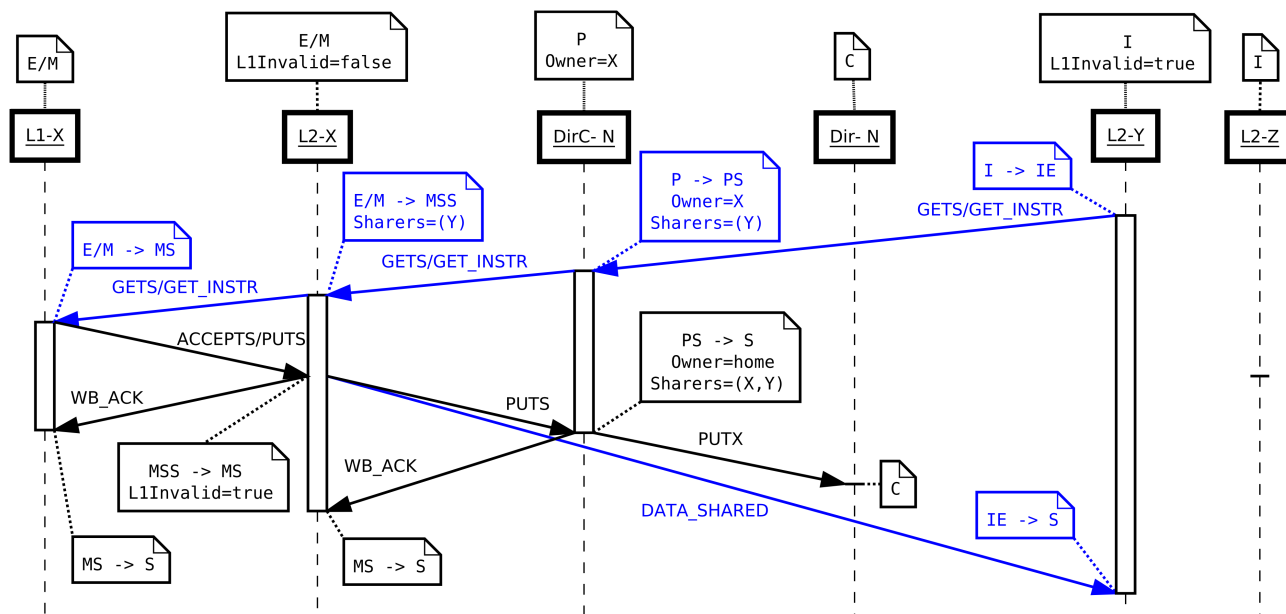 E/M
E/M
L1Invalid=false
P
Owner=X
C
I
L1Invalid=true
I
L1-X
L2-X
DirC- N
Dir- N
L2-Y
L2-Z
I -> IE
P -> PS
Owner=X
Sharers=(Y)
E/M -> MSS
Sharers=(Y)
E/M -> MS
GETS/GET_INSTR
GETS/GET_INSTR
GETS/GET_INSTR
ACCEPTS/PUTS
PS -> S
Owner=home
Sharers=(X,Y)
WB_ACK
PUTS
PUTX
MSS -> MS
L1Invalid=true
WB_ACK
C
DATA_SHARED
IE -> S
MS -> S
MS -> S